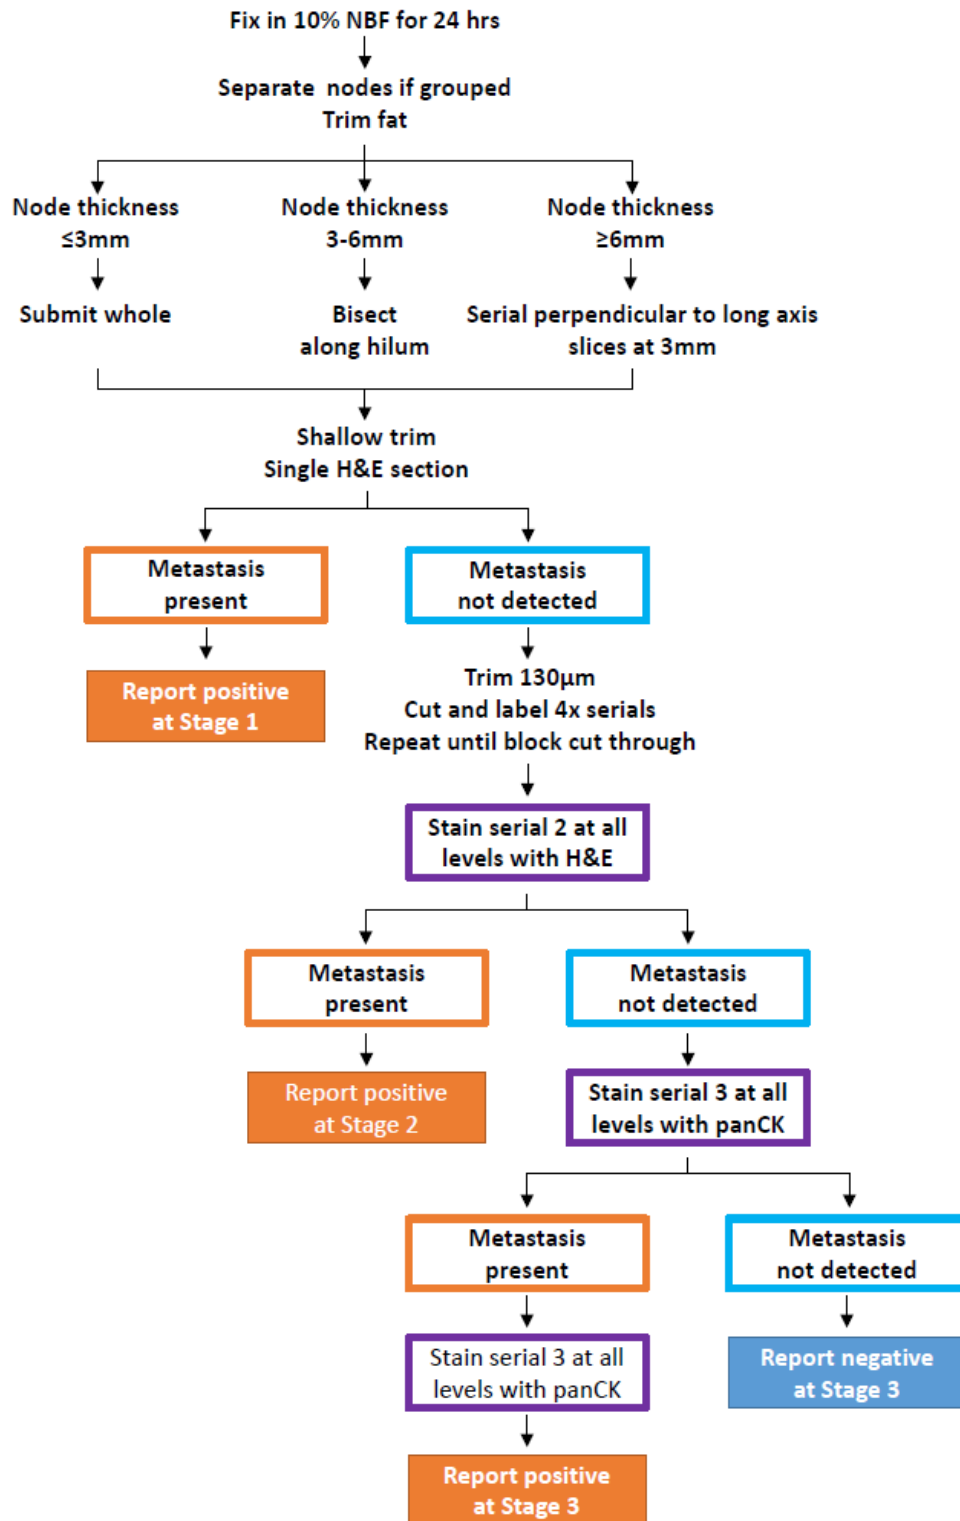 Fix in 10% NBF for 24 hrs
Separate nodes if grouped
Trim fat
Node thickness
≤3mm
Node thickness
3-6mm
Node thickness
≥6mm
Submit whole
Bisect
along hilum
Serial perpendicular to long axis
slices at 3mm
Shallow trim
Single H&E section
Metastasis
present
Metastasis
not detected
Report positive
at Stage 1
Trim 130µm
Cut and label 4x serials
Repeat until block cut through
Stain serial 2 at all
levels with H&E
Metastasis
present
Metastasis
not detected
Report positive
at Stage 2
Stain serial 3 at all
levels with panCK
Metastasis
present
Metastasis
not detected
Stain serial 3 at all
levels with panCK
Report negative
at Stage 3
Report positive
at Stage 3